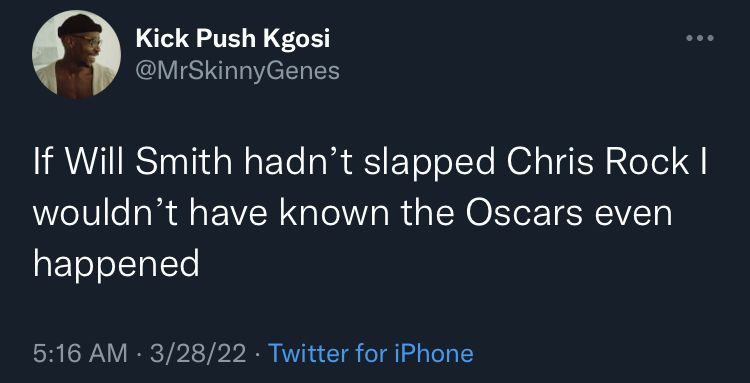 Kick Push Kgosi
@MrSkinnyGenes
If Will Smith hadn’t slapped Chris Rock I
wouldn’t have known the Oscars even
happened
5:16 AM · 3/28/22 · Twitter for iPhone